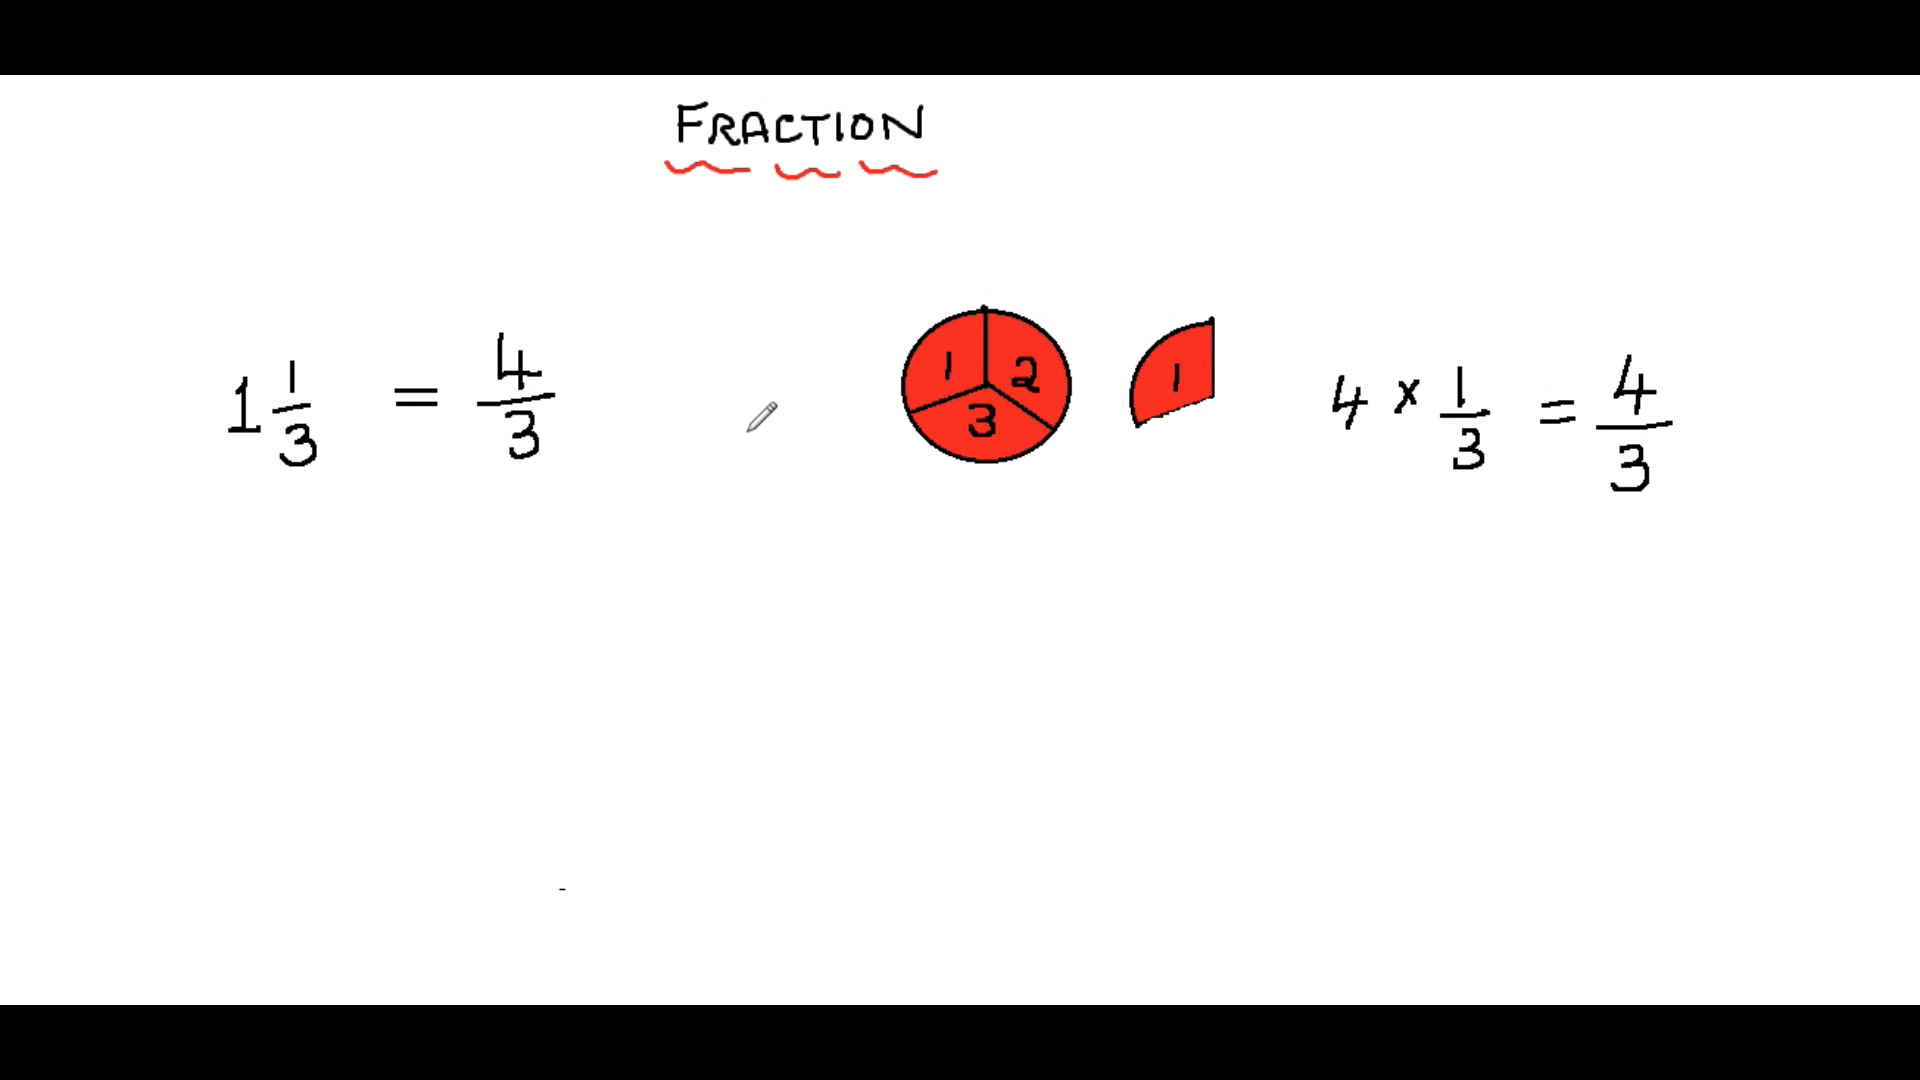 FRACTION
1 1/3 = 4/3
1 2 3
1
4 × 1/3 = 4/3